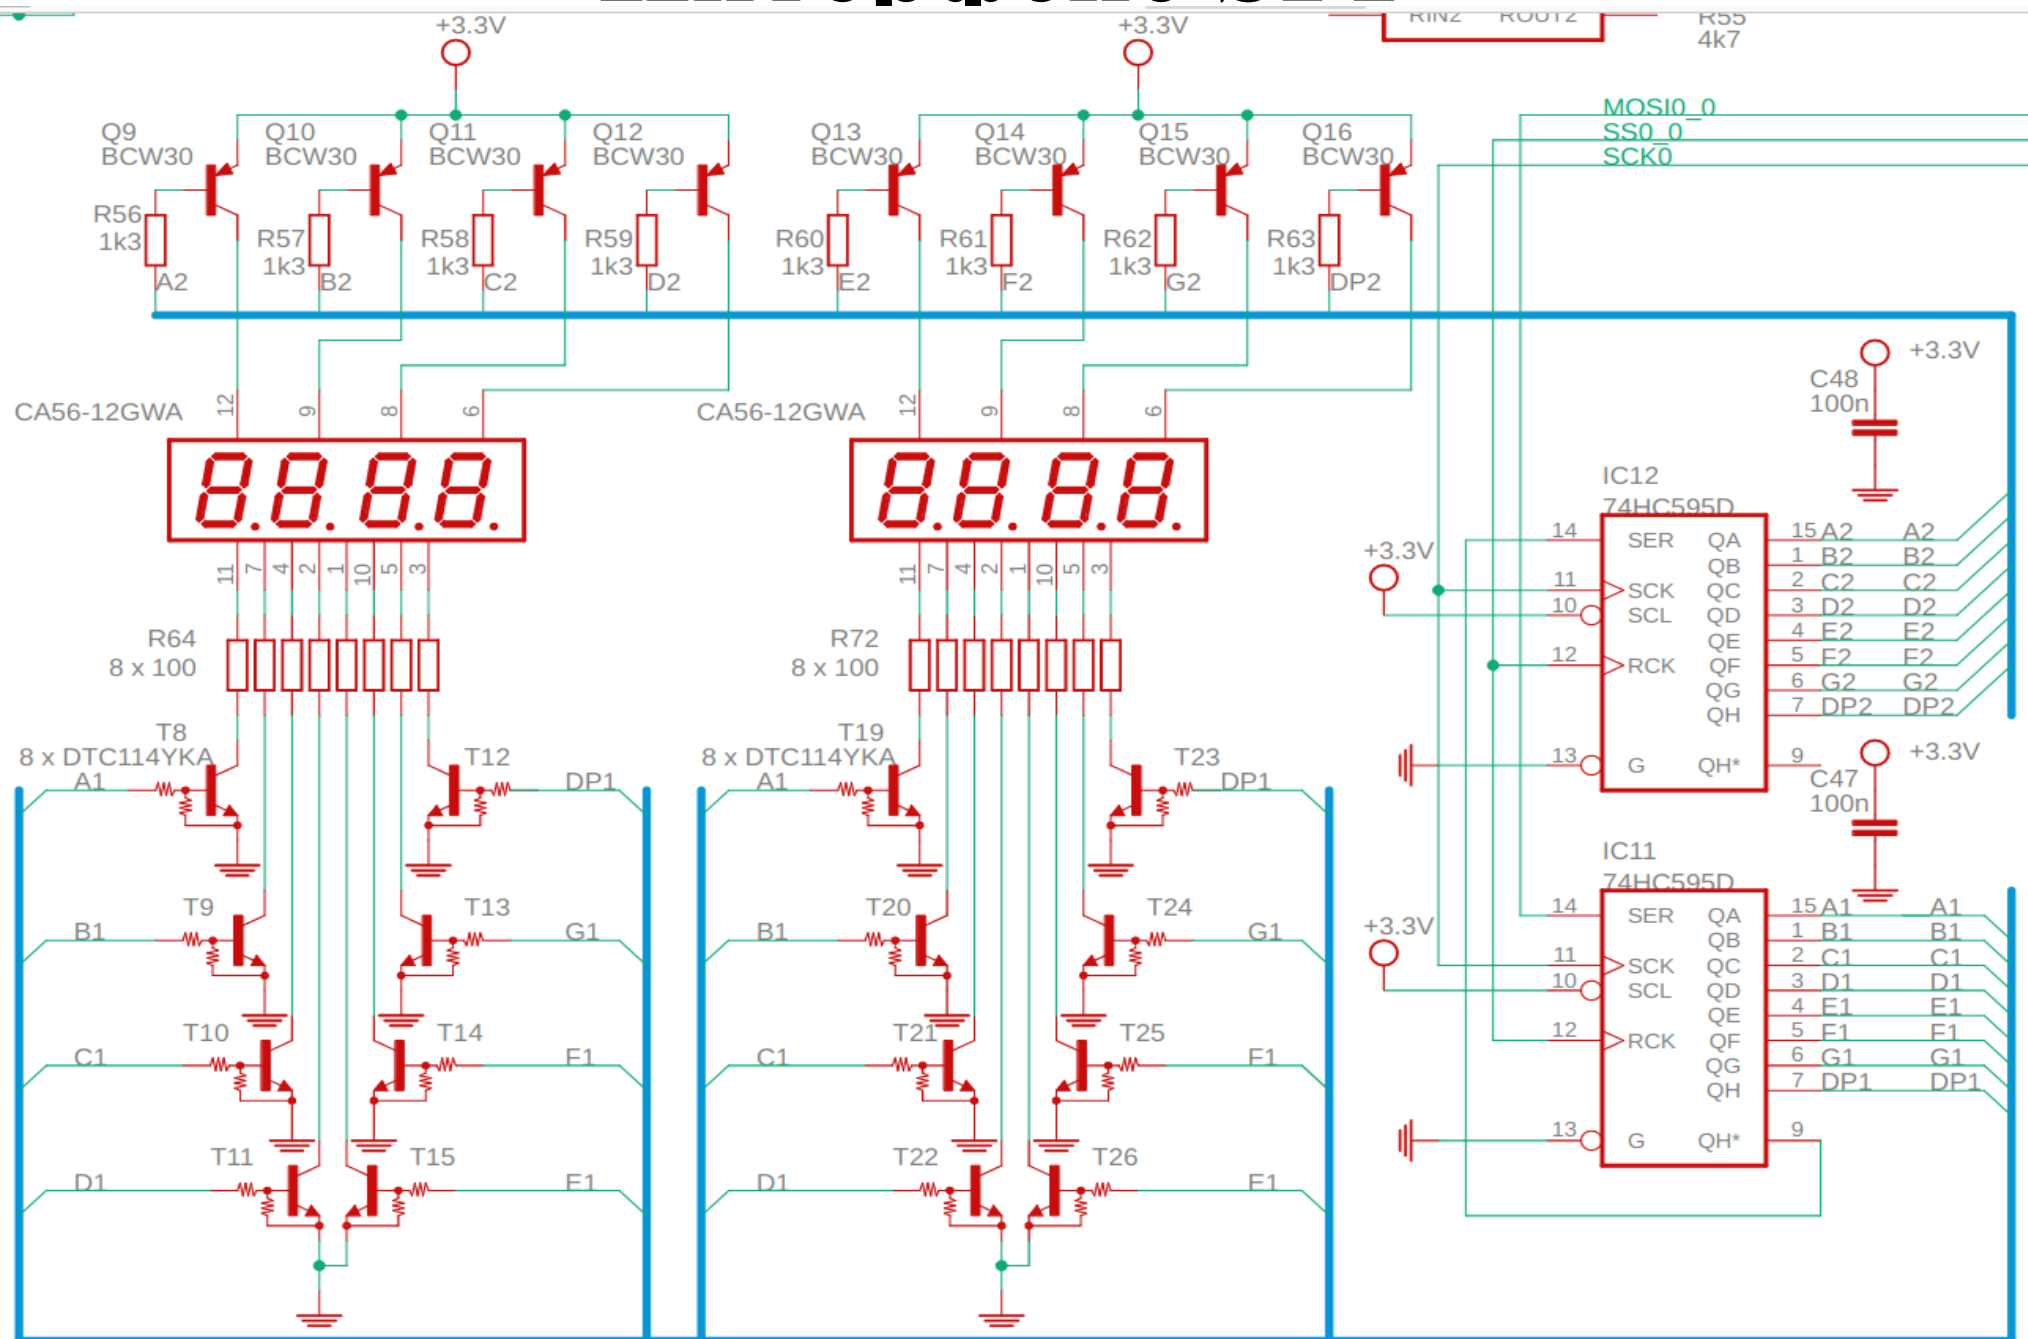 RIN2 ROUT2
R55
4k7
+3.3V
+3.3V
MOSI0_0
SS0_0
SCK0
Q9
BCW30
Q10
BCW30
Q11
BCW30
Q12
BCW30
Q13
BCW30
Q14
BCW30
Q15
BCW30
Q16
BCW30
R56
1k3
R57
1k3
R58
1k3
R59
1k3
R60
1k3
R61
1k3
R62
1k3
R63
1k3
A2
B2
C2
D2
E2
F2
G2
DP2
CA56-12GWA
12 9 8 6
8.8.8.8.
11 7 4 2 1 10 5 3
R64
8 x 100
T8
8 x DTC114YKA
A1
T12
DP1
T9
B1
T13
G1
T10
C1
T14
F1
T11
D1
T15
E1
CA56-12GWA
12 9 8 6
8.8.8.8.
11 7 4 2 1 10 5 3
R72
8 x 100
T19
8 x DTC114YKA
A1
T23
DP1
T20
B1
T24
G1
T21
C1
T25
F1
T22
D1
T26
E1
+3.3V
C48
100n
IC12
74HC595D
+3.3V
14 SER QA 15 A2 A2
QB 1 B2 B2
11 SCK QC 2 C2 C2
10 SCL QD 3 D2 D2
QE 4 E2 E2
12 RCK QF 5 F2 F2
QG 6 G2 G2
QH 7 DP2 DP2
13 G QH* 9
+3.3V
C47
100n
IC11
74HC595D
+3.3V
14 SER QA 15 A1 A1
QB 1 B1 B1
11 SCK QC 2 C1 C1
10 SCL QD 3 D1 D1
QE 4 E1 E1
12 RCK QF 5 F1 F1
QG 6 G1 G1
QH 7 DP1 DP1
13 G QH* 9